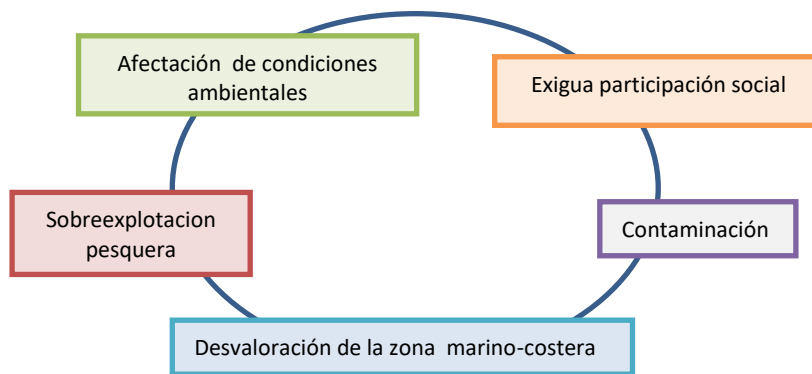 Afectación de condiciones
ambientales
Exigua participación social
Sobreexplotacion
pesquera
Contaminación
Desvaloración de la zona marino-costera